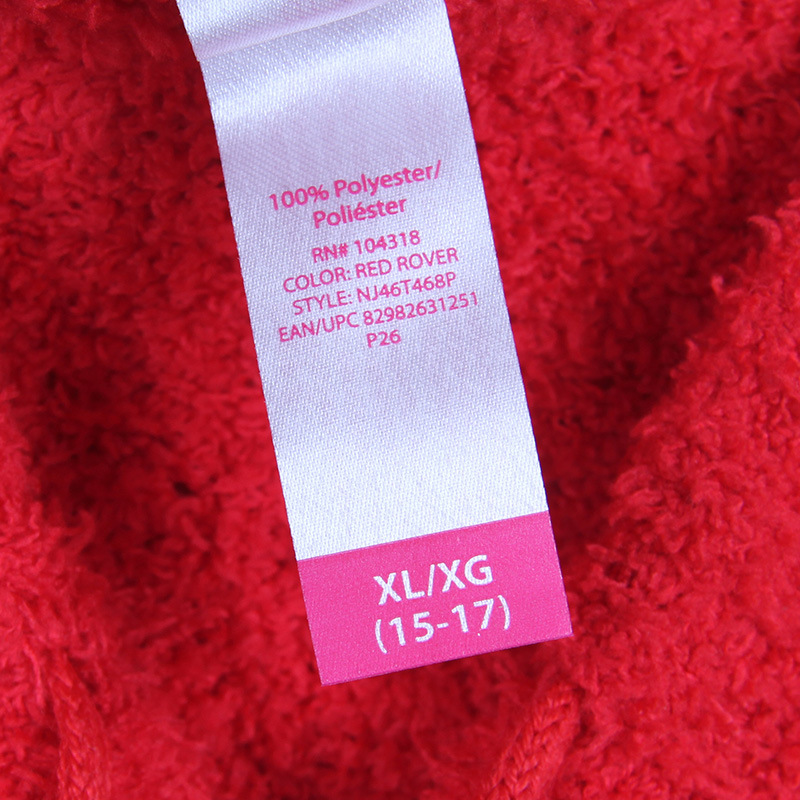 100% Polyester/
Poliéster
RN# 104318
COLOR: RED ROVER
STYLE: NJ46T468P
EAN/UPC 82982631251
P26
XL/XG
(15-17)